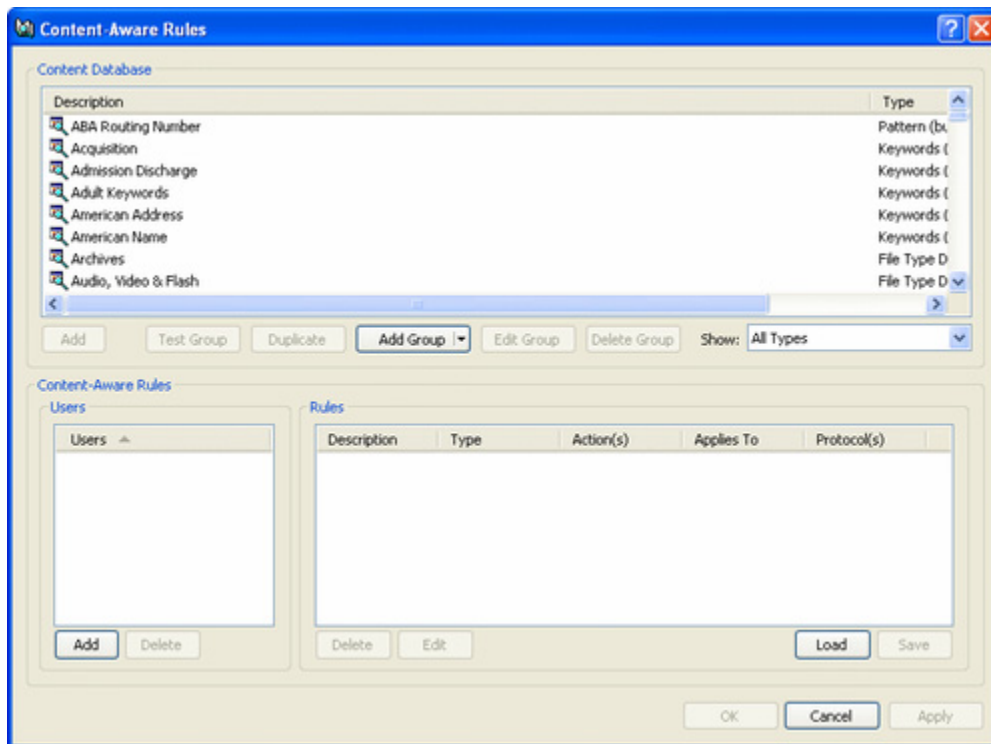 Content-Aware Rules
Content Database
Description Type
ABA Routing Number Pattern (bu
Acquisition Keywords (
Admission Discharge Keywords (
Adult Keywords Keywords (
American Address Keywords (
American Name Keywords (
Archives File Type D
Audio, Video & Flash File Type D
Add Test Group Duplicate Add Group Edit Group Delete Group Show: All Types
Content-Aware Rules
Users Rules
Users Description Type Action(s) Applies To Protocol(s)
Add Delete Delete Edit Load Save
OK Cancel Apply